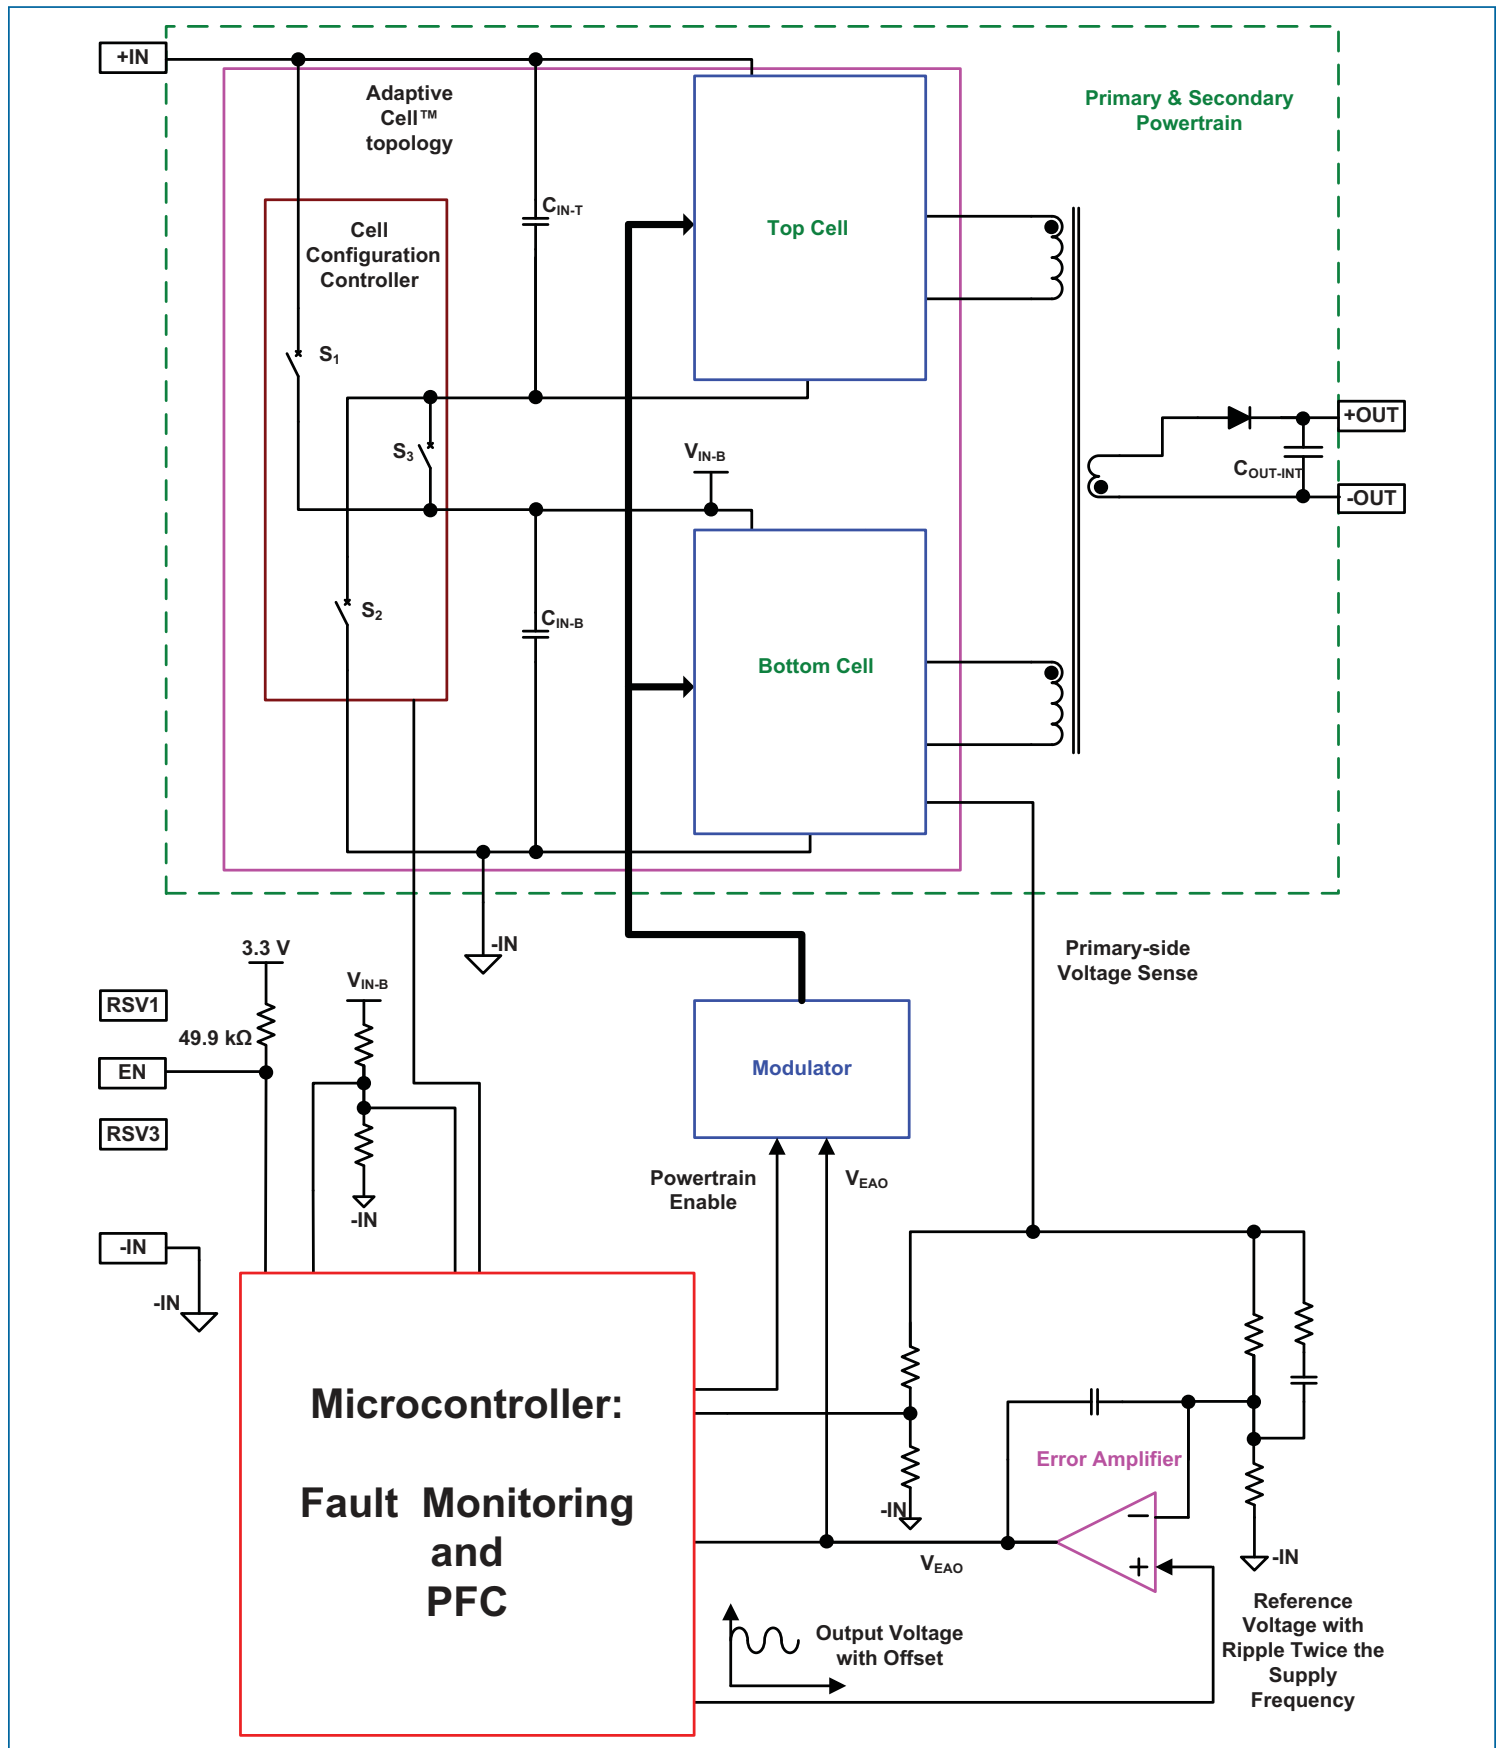 +IN
Adaptive
Cell™
topology
Primary & Secondary
Powertrain
Cell
Configuration
Controller
CIN-T
Top Cell
S1
S3
VIN-B
+OUT
COUT-INT
-OUT
S2
CIN-B
Bottom Cell
-IN
3.3 V
Primary-side
Voltage Sense
VIN-B
RSV1
49.9 kΩ
EN
Modulator
RSV3
Powertrain
Enable
VEAO
-IN
-IN
-IN
Microcontroller:
Fault Monitoring
and
PFC
Error Amplifier
-IN
−
+
VEAO
-IN
Output Voltage
with Offset
Reference
Voltage with
Ripple Twice the
Supply
Frequency